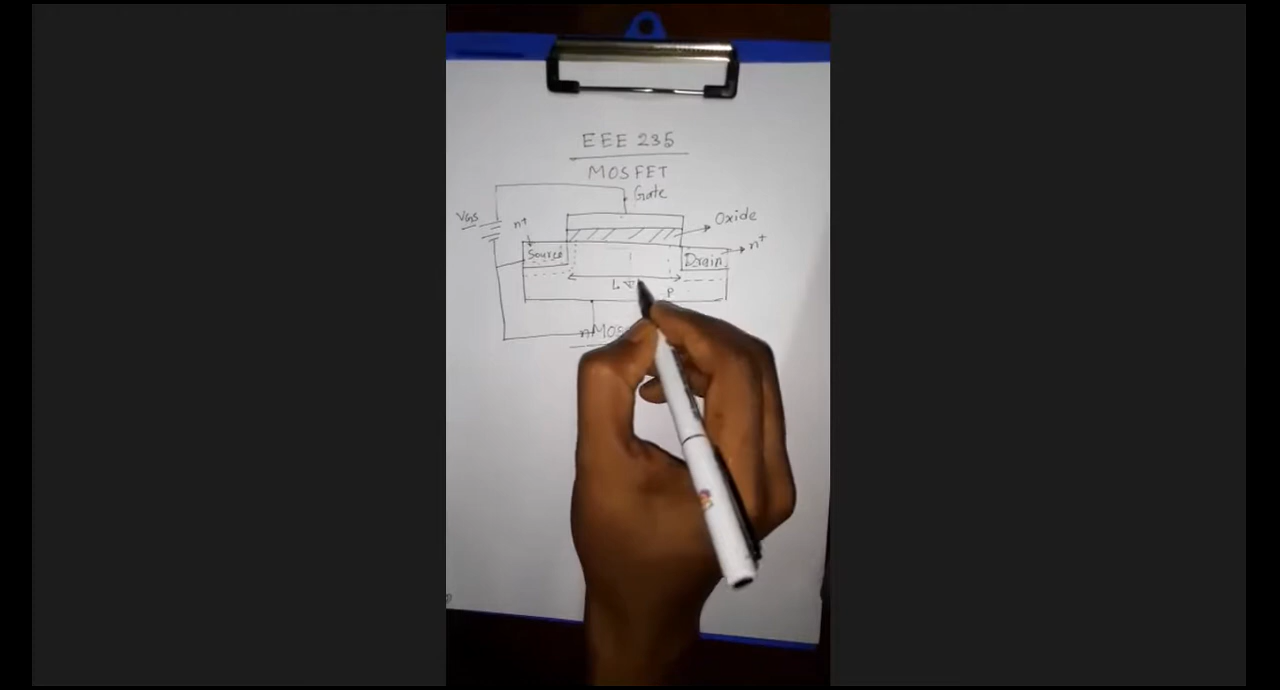 EEE 235
MOSFET
Gate
VGS
n+
Oxide
Source
Drain
n+
L
P